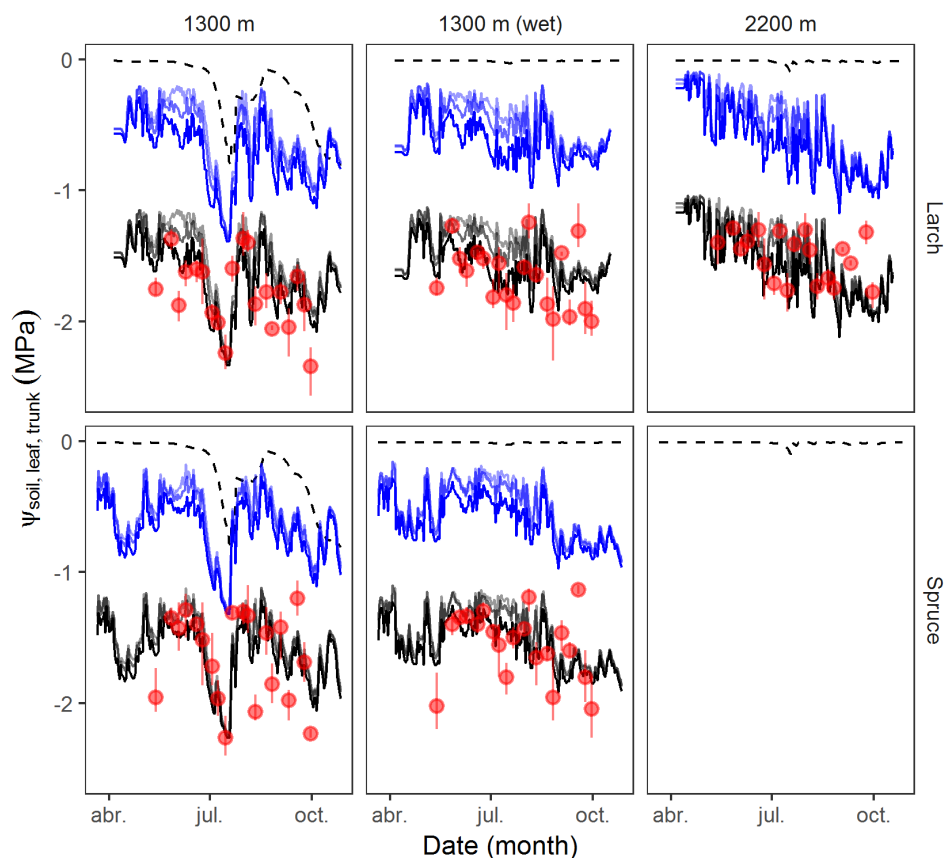 1300 m
1300 m (wet)
2200 m
0
-1
-2
Larch
0
-1
-2
Spruce
Ψsoil, leaf, trunk (MPa)
abr.
jul.
oct.
abr.
jul.
oct.
abr.
jul.
oct.
Date (month)